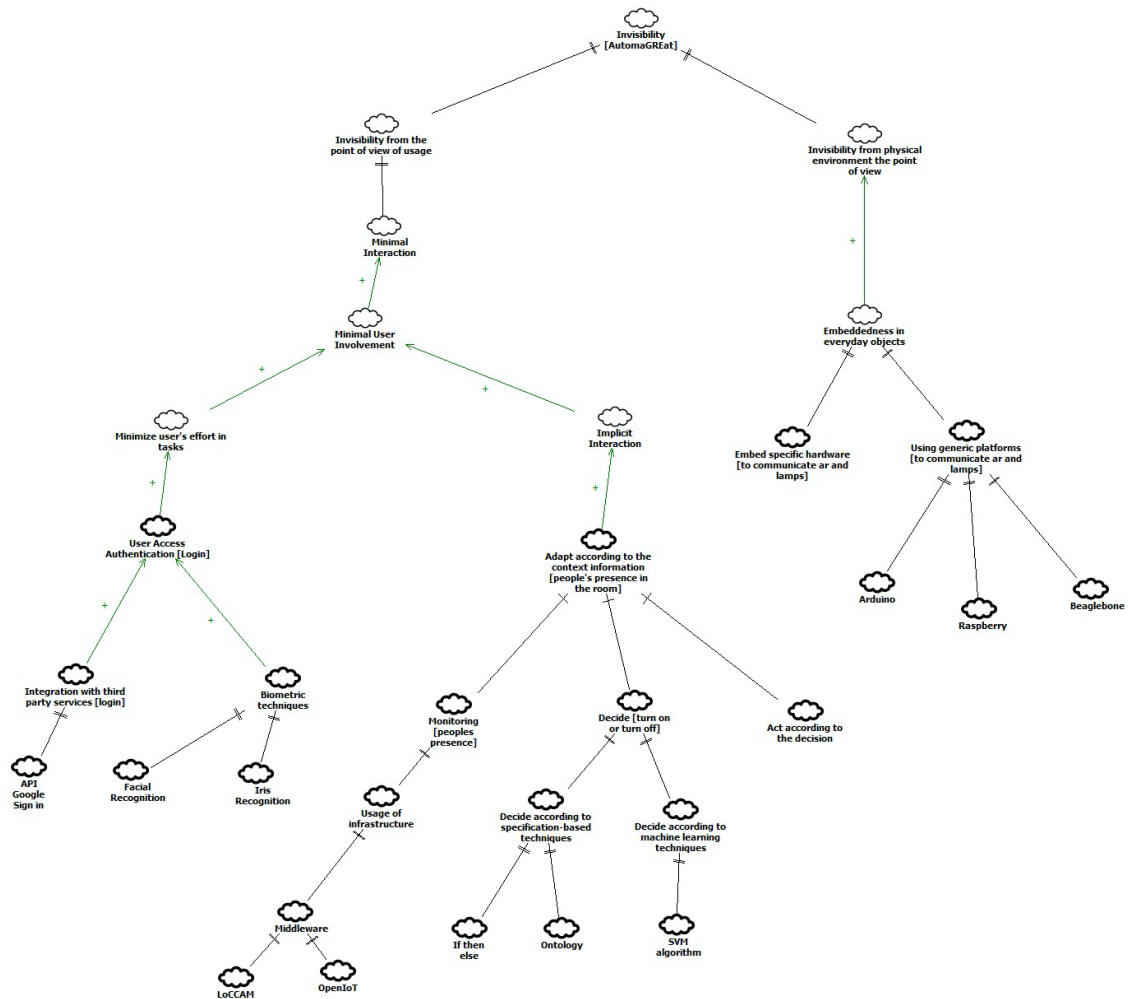 Invisibility
[AutomaGREat]
Invisibility from the
point of view of usage
Invisibility from physical
environment the point
of view
Minimal
Interaction
+
+
Minimal User
Involvement
Embeddedness in
everyday objects
+
+
Minimize user's effort in
tasks
Implicit
Interaction
Embed specific hardware
[to communicate ar and
lamps]
Using generic platforms
[to communicate ar and
lamps]
+
+
User Access
Authentication [Login]
Adapt according to the
context information
[people's presence in
the room]
Arduino
Raspberry
Beaglebone
+
+
Integration with third
party services [login]
Biometric
techniques
Monitoring
[peoples
presence]
Decide [turn on
or turn off]
Act according to
the decision
API
Google
Sign in
Facial
Recognition
Iris
Recognition
Usage of
infrastructure
Decide according to
specification-based
techniques
Decide according to
machine learning
techniques
Middleware
If then
else
Ontology
SVM
algorithm
LoCCAM
OpenIoT